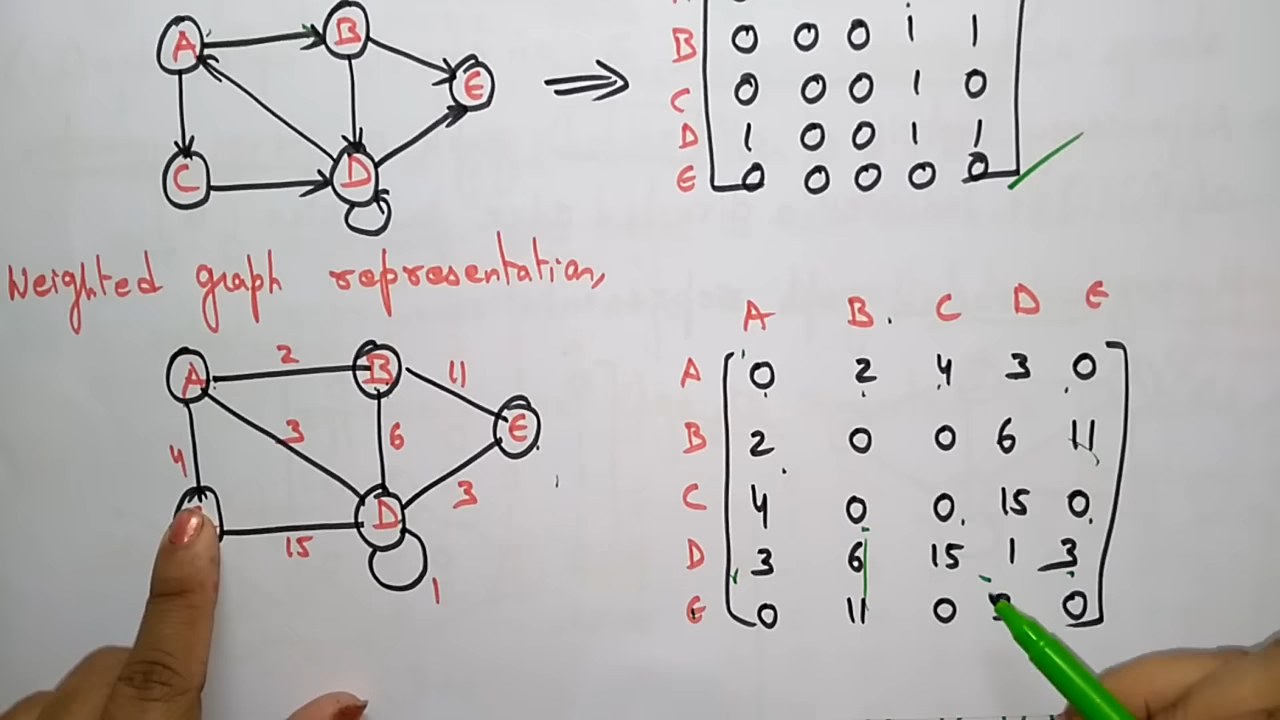 A B
B 0 0 0 1 1
E
C 0 0 0 1 0
D 1 0 0 1 1
C D
E 0 0 0 0 0
Weighted graph representation,
A B C D E
A 2 B 11
A 0 2 4 3 0
3 6 E
B 2 0 0 6 11
4
3
C 4 0 0 15 0
D
15
D 3 6 15 1 3
1
E 0 11 0 0